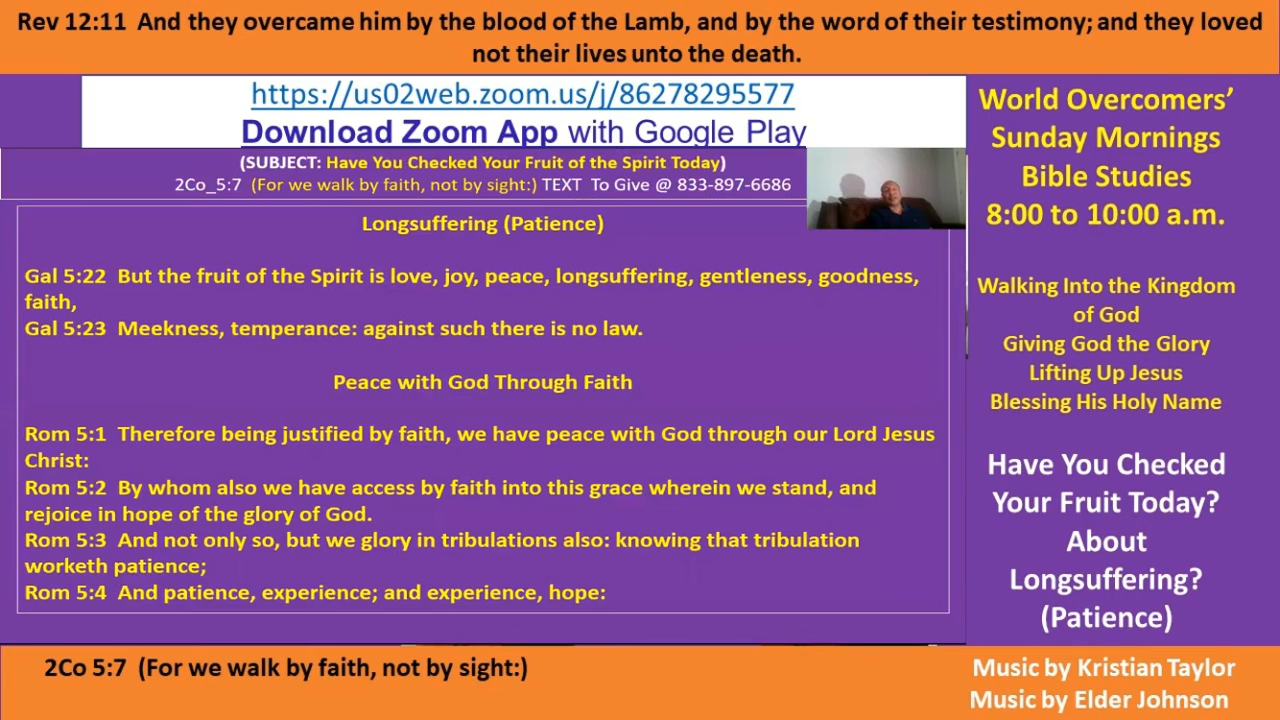 Rev 12:11 And they overcame him by the blood of the Lamb, and by the word of their testimony; and they loved
not their lives unto the death.
https://us02web.zoom.us/j/86278295577
Download Zoom App with Google Play
(SUBJECT: Have You Checked Your Fruit of the Spirit Today)
2Co_5:7 (For we walk by faith, not by sight:) TEXT To Give @ 833-897-6686
Longsuffering (Patience)
Gal 5:22 But the fruit of the Spirit is love, joy, peace, longsuffering, gentleness, goodness,
faith,
Gal 5:23 Meekness, temperance: against such there is no law.
Peace with God Through Faith
Rom 5:1 Therefore being justified by faith, we have peace with God through our Lord Jesus
Christ:
Rom 5:2 By whom also we have access by faith into this grace wherein we stand, and
rejoice in hope of the glory of God.
Rom 5:3 And not only so, but we glory in tribulations also: knowing that tribulation
worketh patience;
Rom 5:4 And patience, experience; and experience, hope:
World Overcomers’
Sunday Mornings
Bible Studies
8:00 to 10:00 a.m.
Walking Into the Kingdom
of God
Giving God the Glory
Lifting Up Jesus
Blessing His Holy Name
Have You Checked
Your Fruit Today?
About
Longsuffering?
(Patience)
2Co 5:7 (For we walk by faith, not by sight:)
Music by Kristian Taylor
Music by Elder Johnson